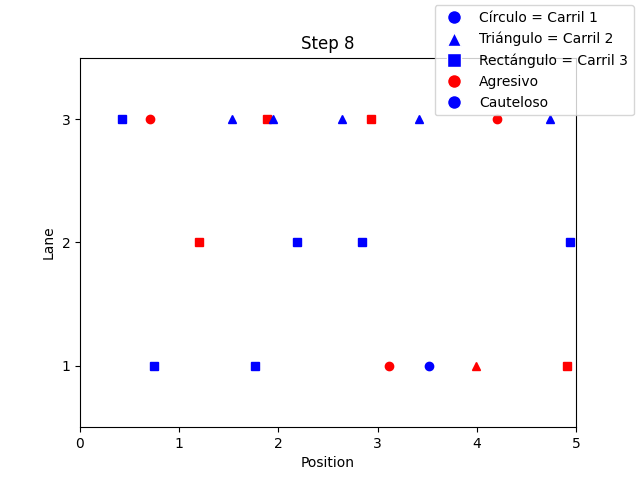 Step 8
Círculo = Carril 1
Triángulo = Carril 2
Rectángulo = Carril 3
Agresivo
Cauteloso
3
2
1
Lane
0 1 2 3 4 5
Position